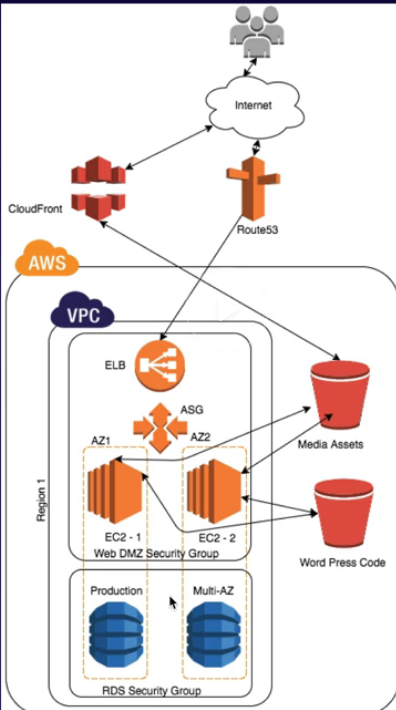 Internet
CloudFront
Route53
AWS
VPC
ELB
ASG
AZ1
AZ2
Media Assets
Region 1
EC2 - 1
EC2 - 2
Web DMZ Security Group
Word Press Code
Production
Multi-AZ
RDS Security Group